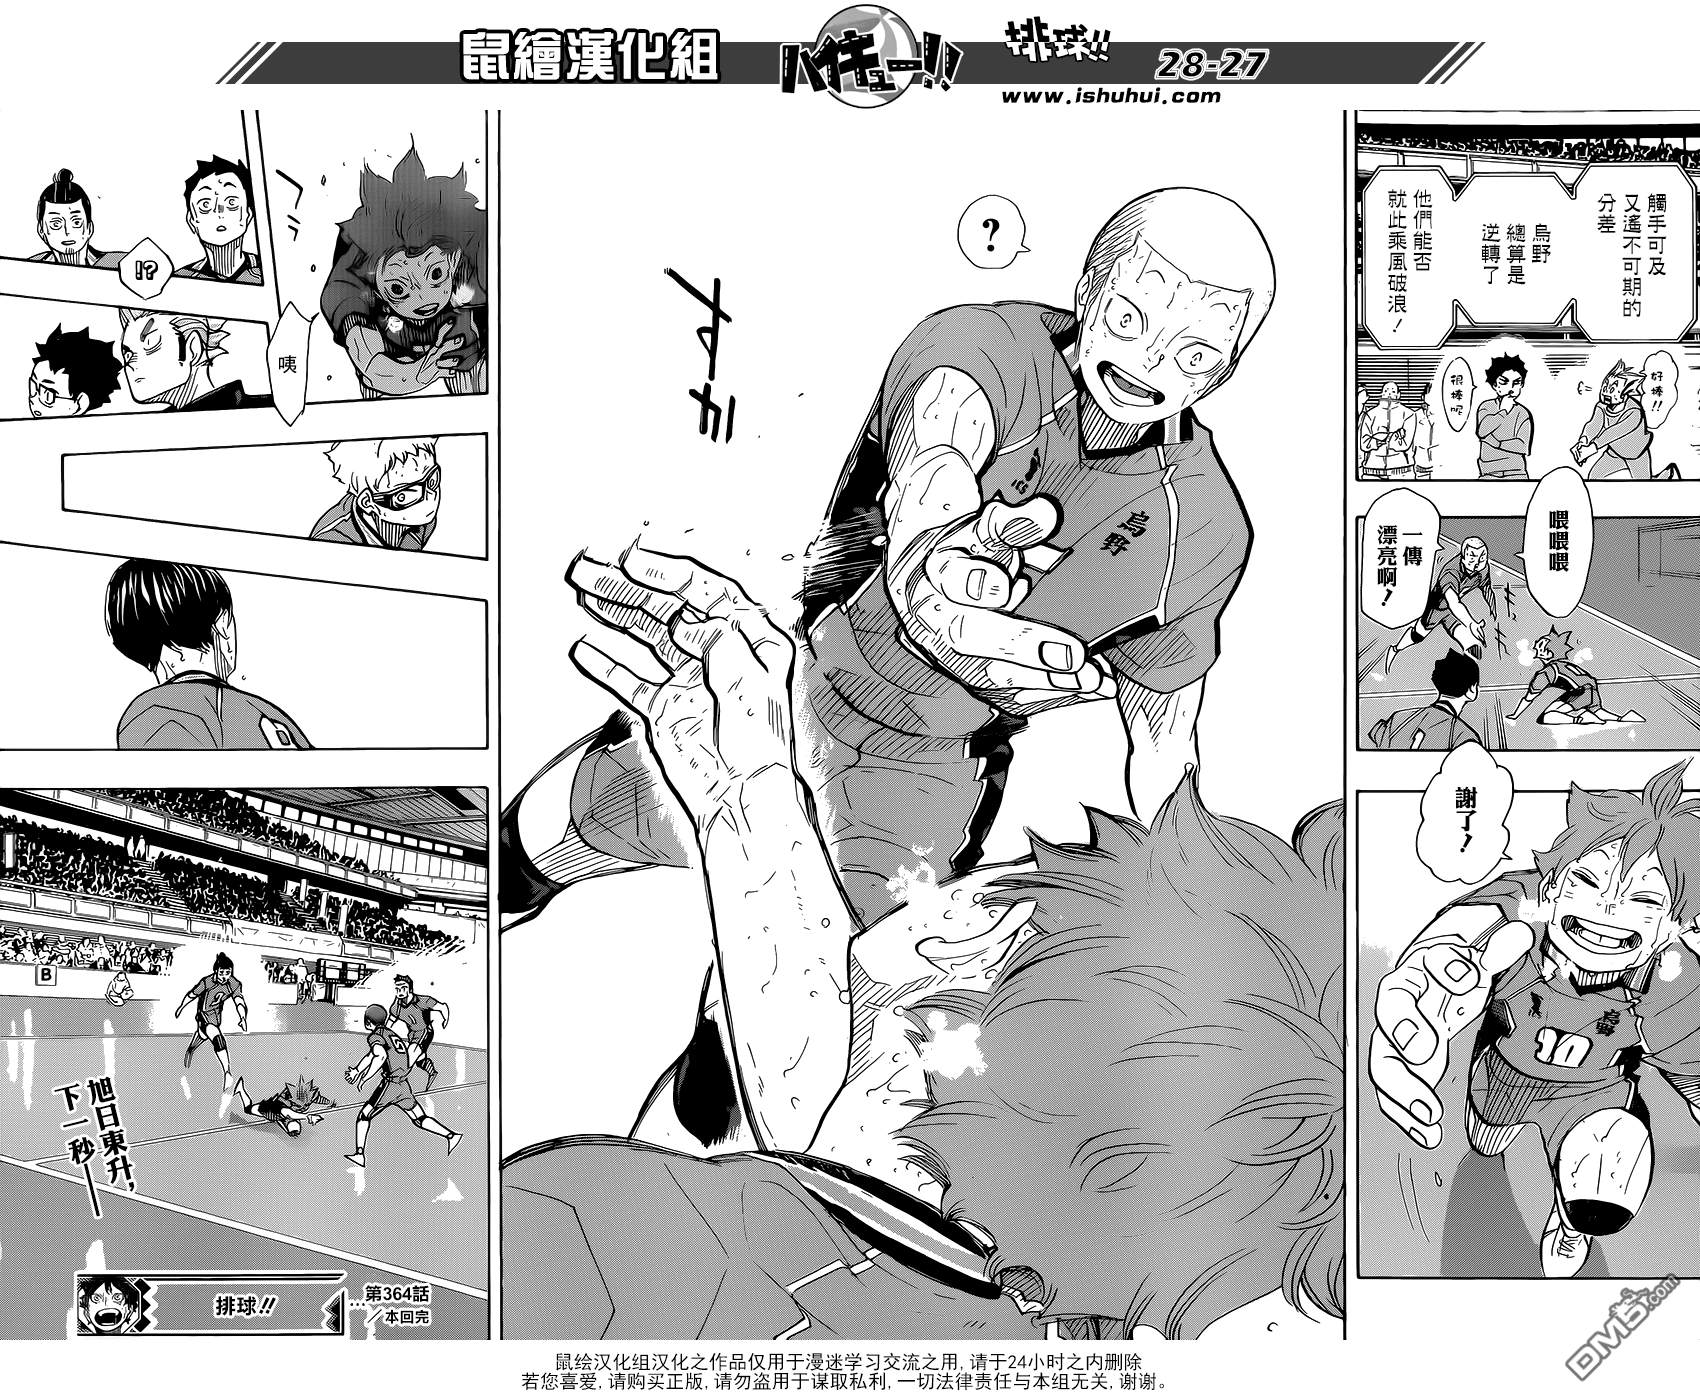 鼠繪漢化組
ハイキュー!!
排球!!
28-27
www.ishuhui.com
觸手可及
又遙不可期的
分差
烏野
總算是
逆轉了
他們能否
就此乘風破浪!
好棒!!
很棒呢
喂喂喂
一傳
漂亮啊!
謝了!
烏野
10
?
烏野
咦
!?
B
旭日東升,
下一秒——
排球!!
...第364話
/本回完
鼠绘汉化组汉化之作品仅用于漫迷学习交流之用, 请于24小时之内删除
若您喜爱, 请购买正版, 请勿盗用于谋取私利, 一切法律责任与本组无关, 谢谢。
DM5.com